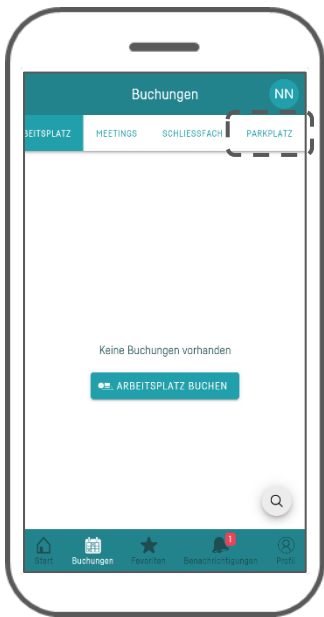 Buchungen NN
BEITSPLATZ MEETINGS SCHLIESSFACH PARKPLATZ
Keine Buchungen vorhanden
ARBEITSPLATZ BUCHEN
1
Start Buchungen Favoriten Benachrichtigungen Profil